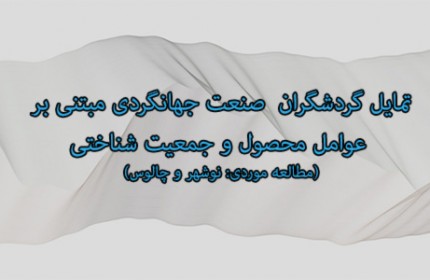 تمایل گردشگران صنعت جهانگردی مبتنی بر
عوامل محصول و جمعیت شناختی
(مطالعه موردی: نوشهر و چالوس)